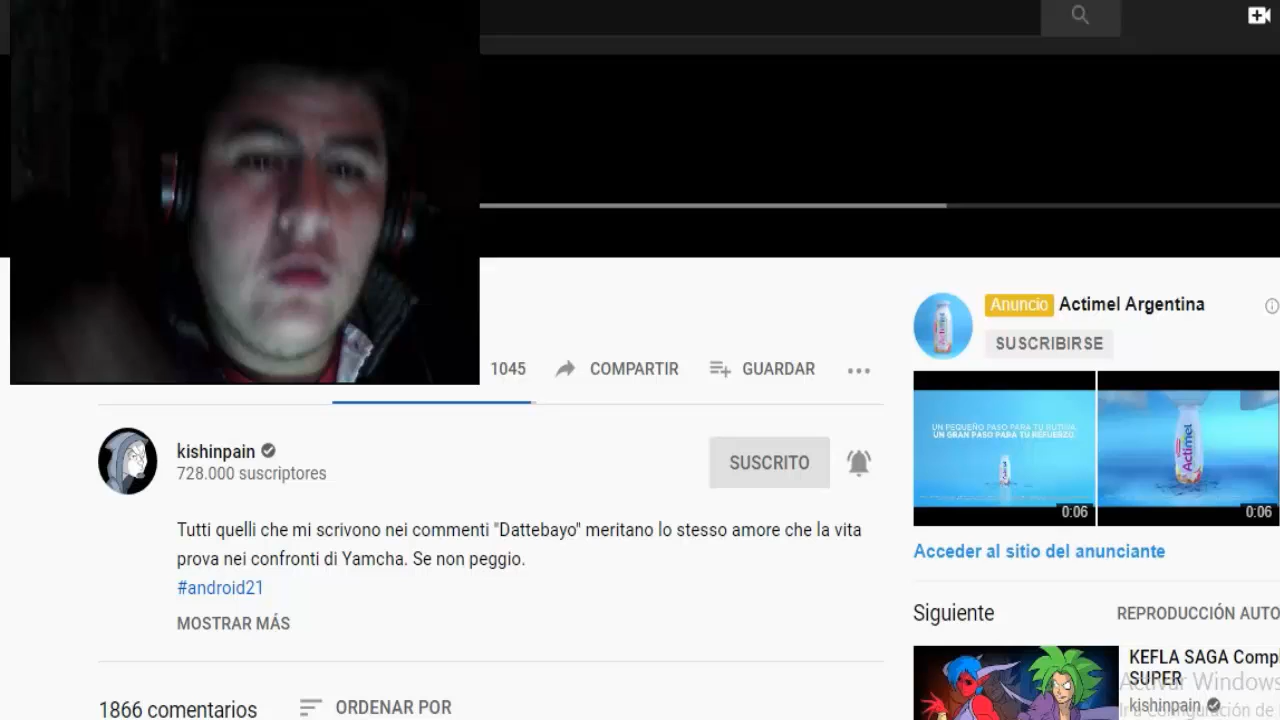 1045
COMPARTIR
GUARDAR
Anuncio Actimel Argentina
SUSCRIBIRSE
UN PEQUEÑO PASO PARA TU RUTINA.
UN GRAN PASO PARA TU REFUERZO.
Actimel
0:06
0:06
Acceder al sitio del anunciante
kishinpain
728.000 suscriptores
SUSCRITO
Tutti quelli che mi scrivono nei commenti "Dattebayo" meritano lo stesso amore che la vita
prova nei confronti di Yamcha. Se non peggio.
#android21
MOSTRAR MÁS
Siguiente
REPRODUCCIÓN AUTO
KEFLA SAGA Compl
SUPER
kishinpain
Activar Windows
Ir a Configuración de
1866 comentarios
ORDENAR POR